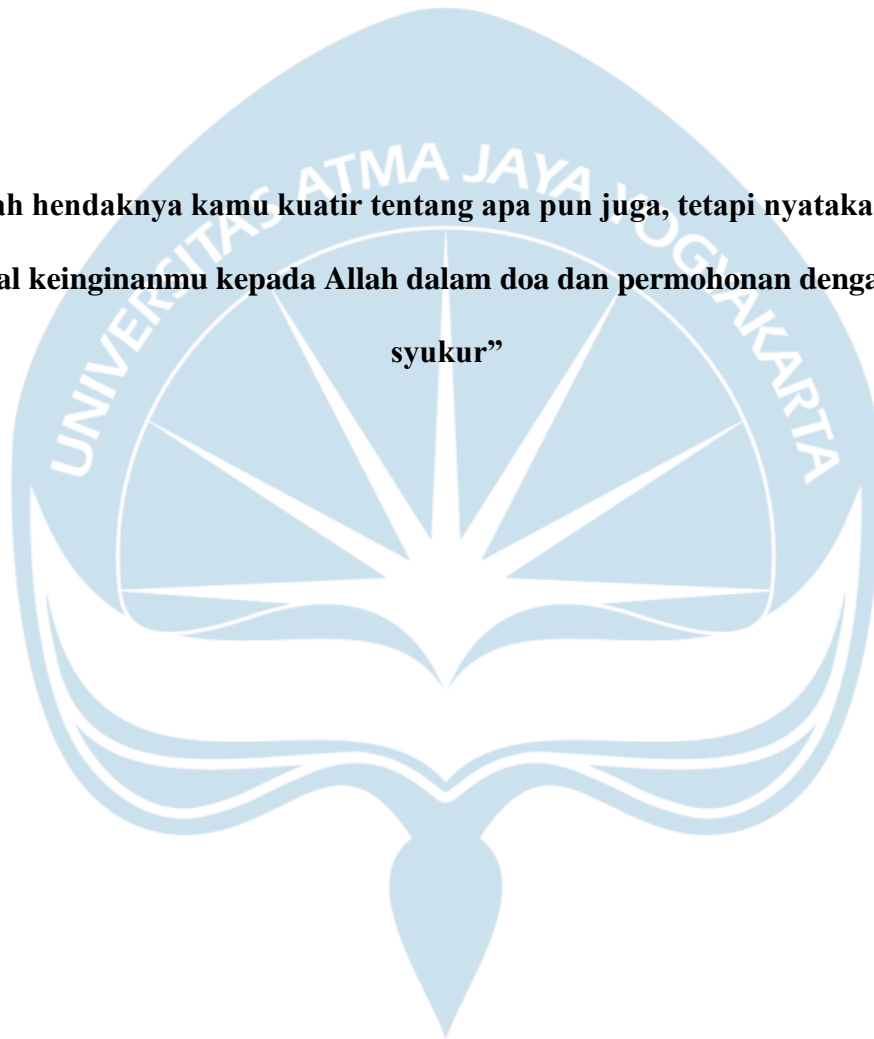 UNIVERSITAS ATMA JAYA YOGYAKARTA
ah hendaknya kamu kuatir tentang apa pun juga, tetapi nyataka
al keinginanmu kepada Allah dalam doa dan permohonan denga
syukur”